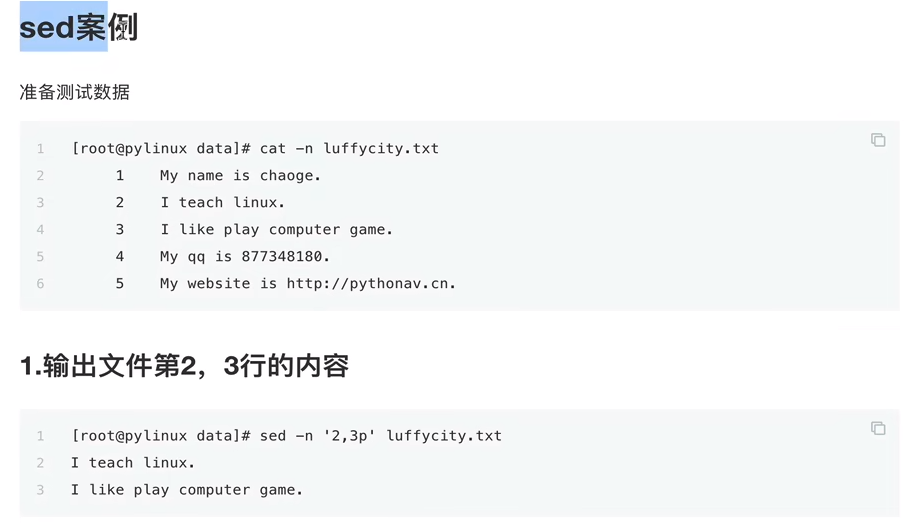 sed案例
准备测试数据
1 [root@pylinux data]# cat -n luffycity.txt
2 1 My name is chaoge.
3 2 I teach linux.
4 3 I like play computer game.
5 4 My qq is 877348180.
6 5 My website is http://pythonav.cn.
1.输出文件第2，3行的内容
1 [root@pylinux data]# sed -n '2,3p' luffycity.txt
2 I teach linux.
3 I like play computer game.